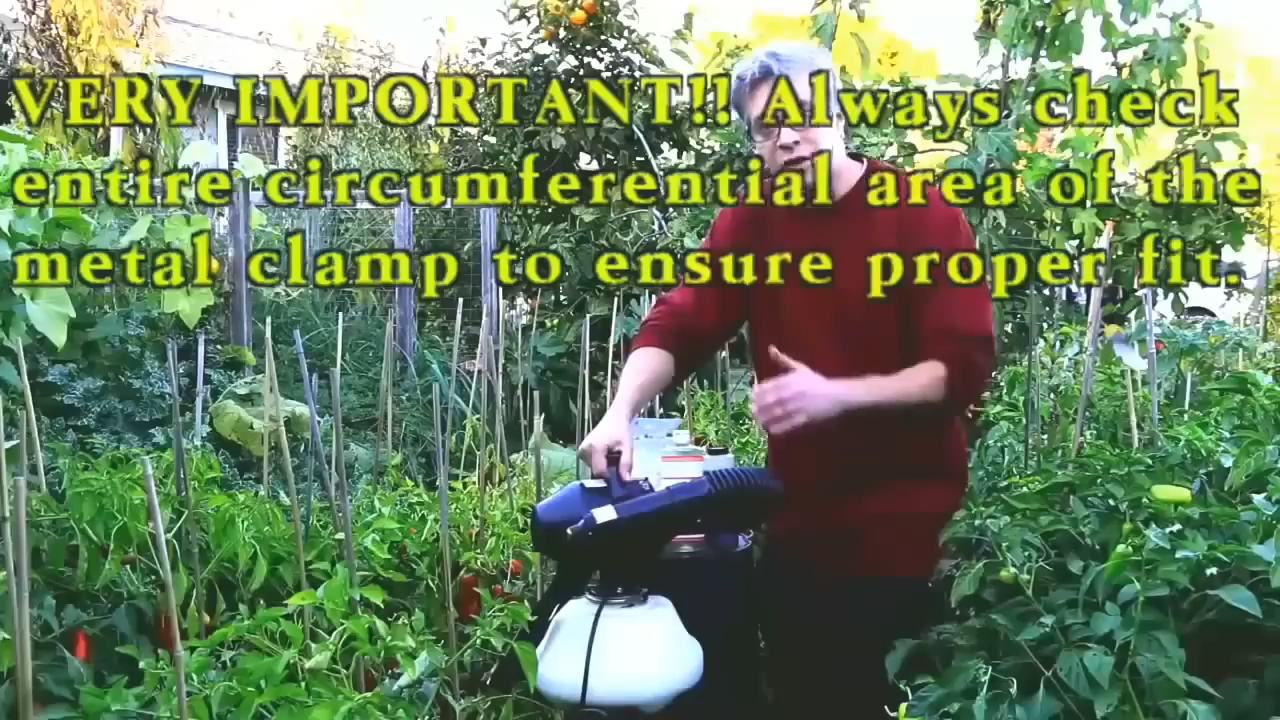 VERY IMPORTANT!! Always check
entire circumferential area of the
metal clamp to ensure proper fit.